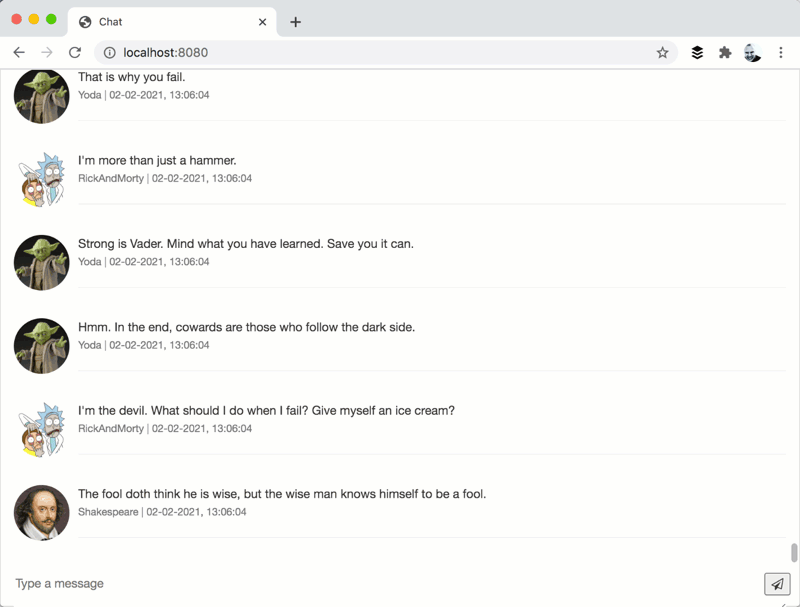 Chat
localhost:8080
That is why you fail.
Yoda | 02-02-2021, 13:06:04
I'm more than just a hammer.
RickAndMorty | 02-02-2021, 13:06:04
Strong is Vader. Mind what you have learned. Save you it can.
Yoda | 02-02-2021, 13:06:04
Hmm. In the end, cowards are those who follow the dark side.
Yoda | 02-02-2021, 13:06:04
I'm the devil. What should I do when I fail? Give myself an ice cream?
RickAndMorty | 02-02-2021, 13:06:04
The fool doth think he is wise, but the wise man knows himself to be a fool.
Shakespeare | 02-02-2021, 13:06:04
Type a message